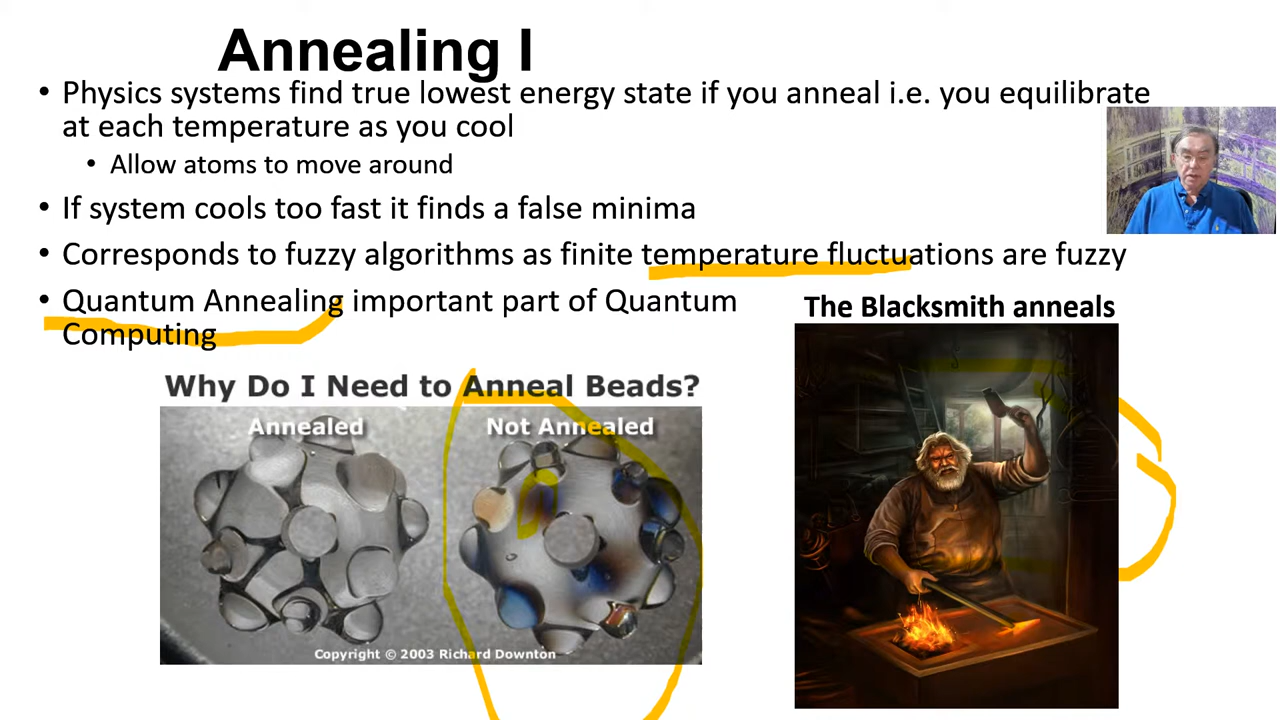 Annealing I
• Physics systems find true lowest energy state if you anneal i.e. you equilibrate
at each temperature as you cool
• Allow atoms to move around
• If system cools too fast it finds a false minima
• Corresponds to fuzzy algorithms as finite temperature fluctuations are fuzzy
• Quantum Annealing important part of Quantum
Computing
The Blacksmith anneals
Why Do I Need to Anneal Beads?
Annealed
Not Annealed
Copyright © 2003 Richard Downton